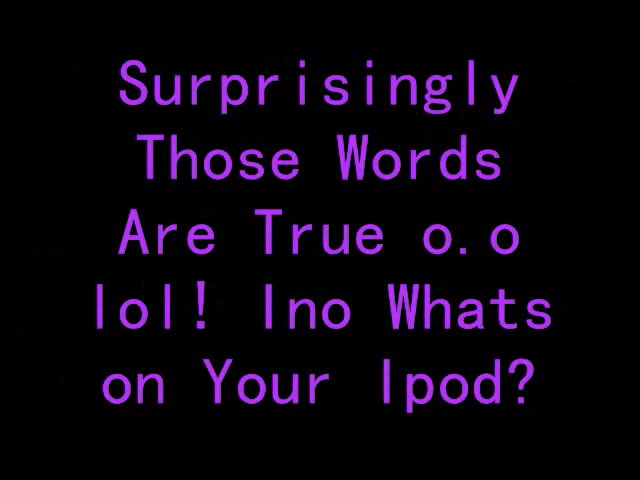 Surprisingly
Those Words
Are True o.o
lol! Ino Whats
on Your Ipod?